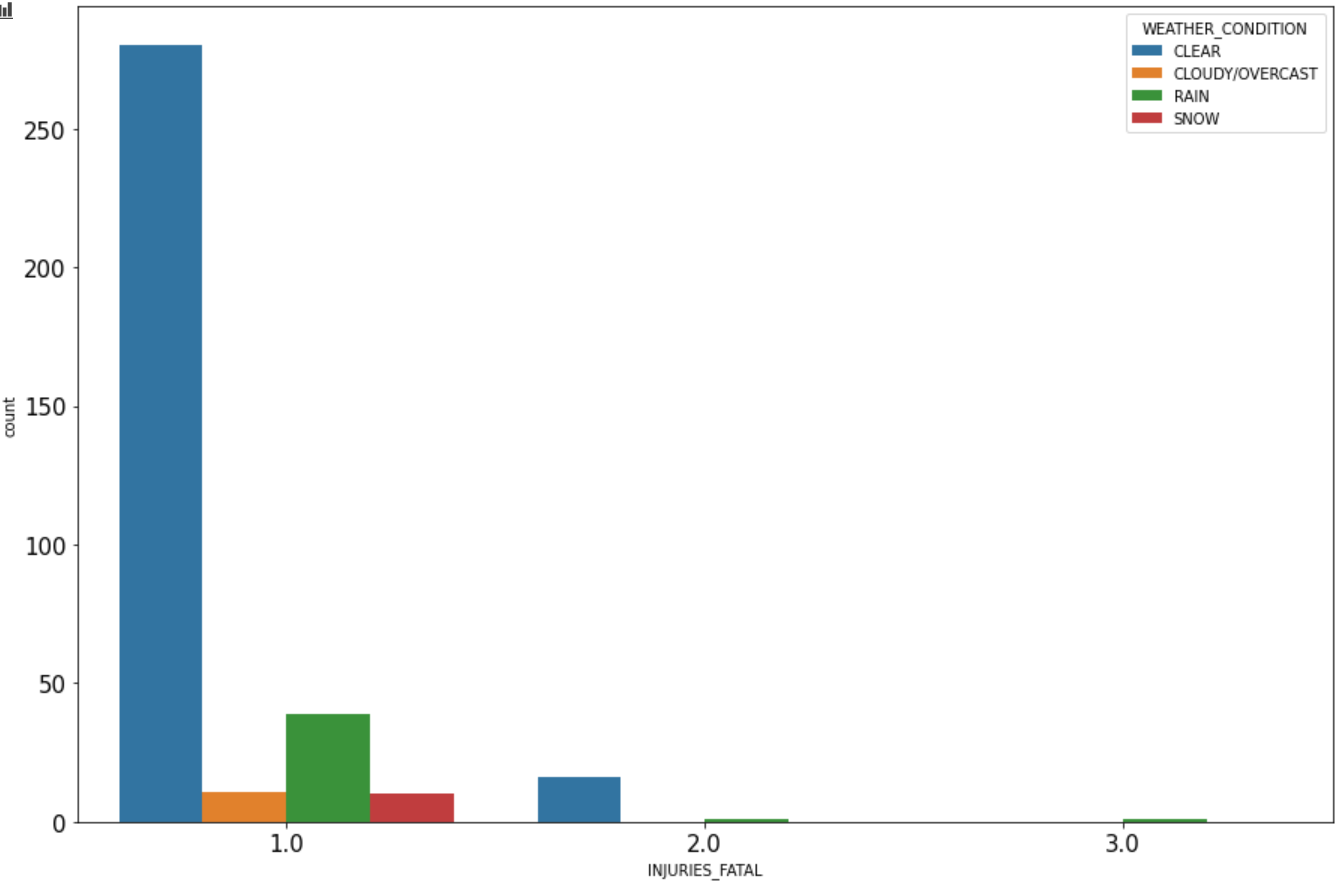 WEATHER_CONDITION
CLEAR
CLOUDY/OVERCAST
RAIN
SNOW
250
200
150
100
50
0
count
1.0 2.0 3.0
INJURIES_FATAL